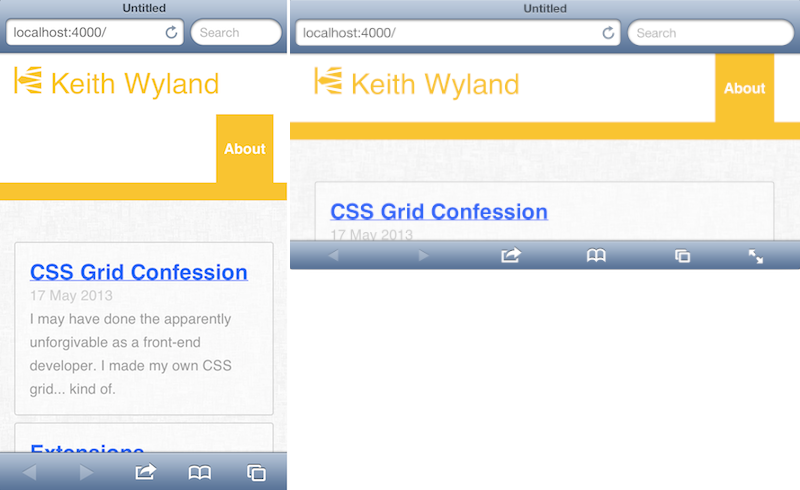 Untitled
localhost:4000/
Search
Keith Wyland
About
CSS Grid Confession
17 May 2013
I may have done the apparently
unforgivable as a front-end
developer. I made my own CSS
grid... kind of.
Extensions
Untitled
localhost:4000/
Search
Keith Wyland
About
CSS Grid Confession
17 May 2013